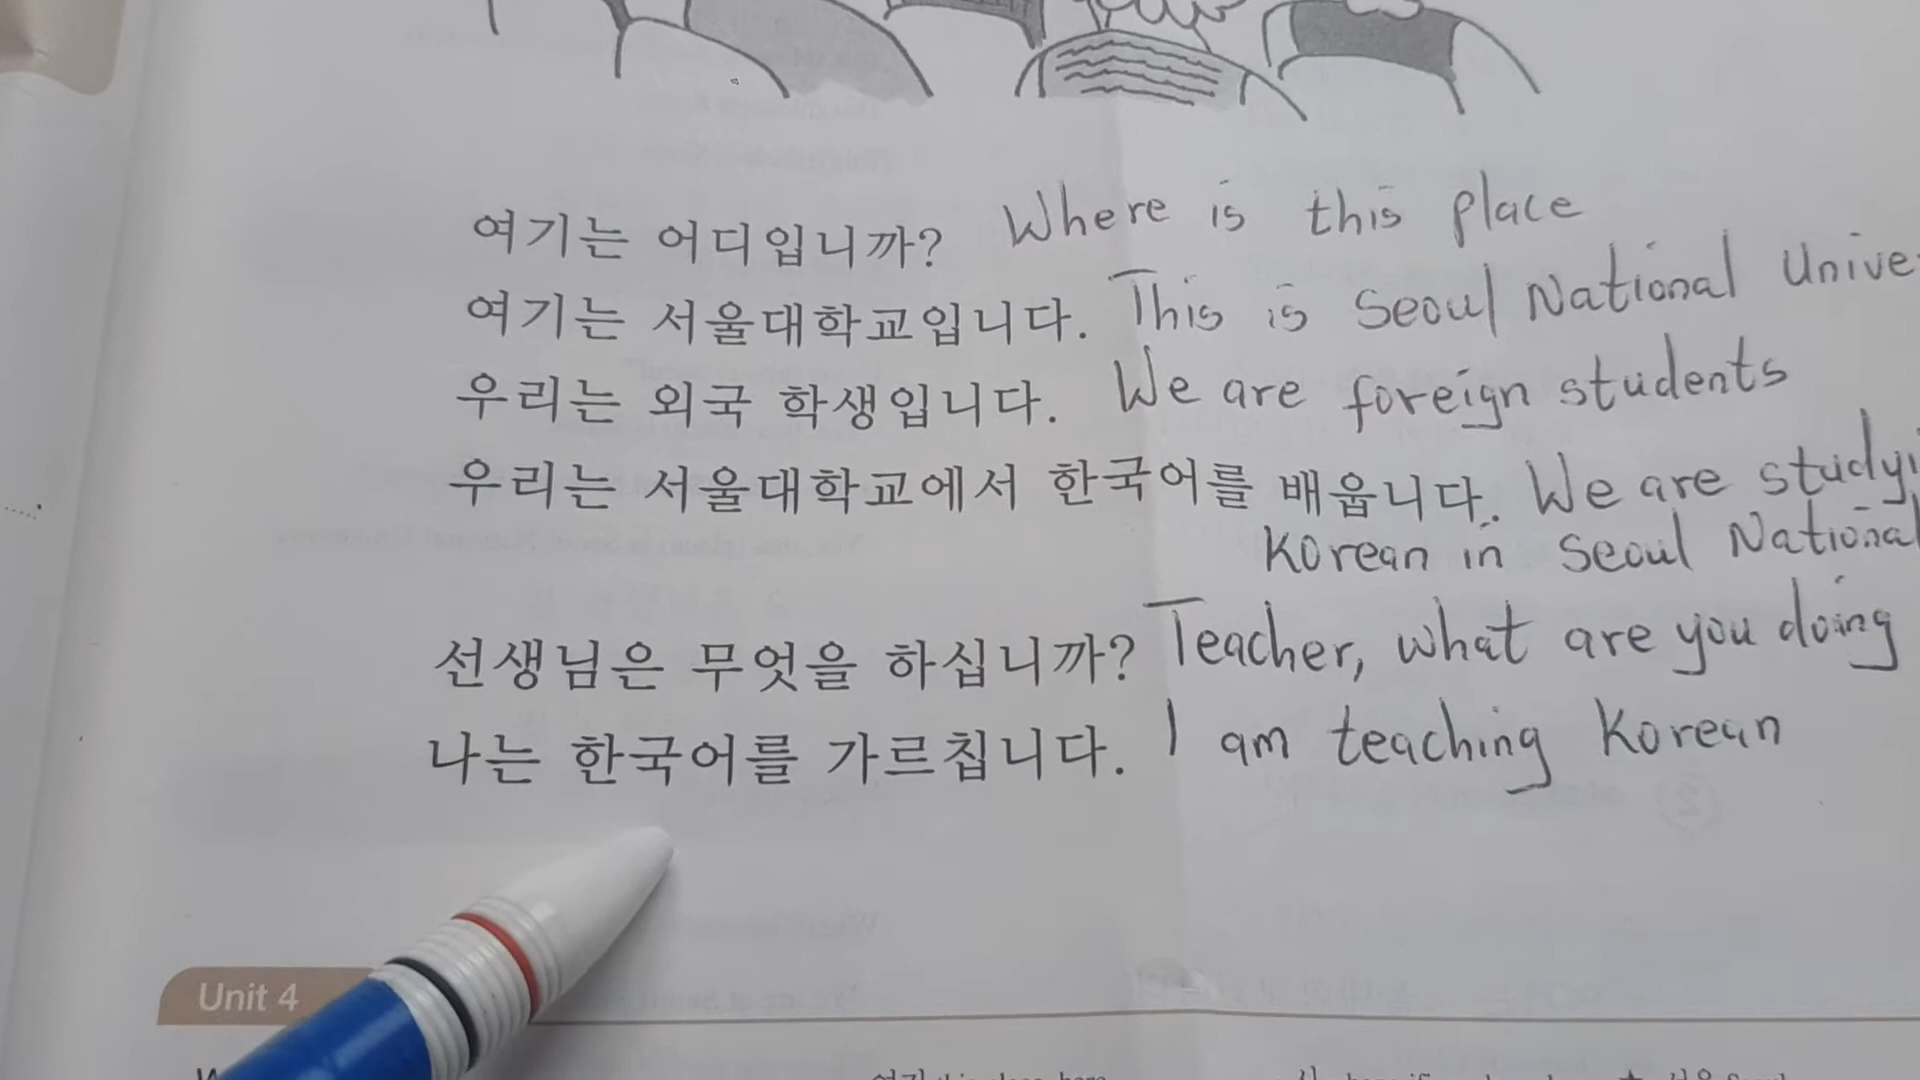 여기는 어디입니까? Where is this place
여기는 서울대학교입니다. This is Seoul National Unive
우리는 외국 학생입니다. We are foreign students
우리는 서울대학교에서 한국어를 배웁니다. We are studyi
Korean in Seoul National
선생님은 무엇을 하십니까? Teacher, what are you doing
나는 한국어를 가르칩니다. I am teaching Korean
Unit 4